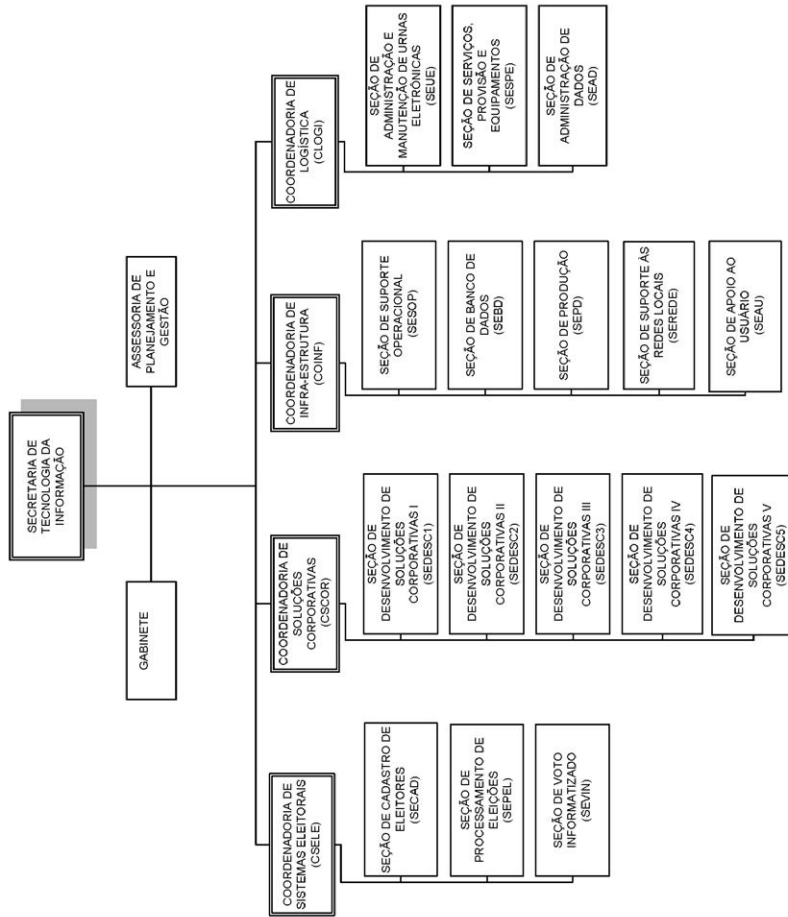 SECRETARIA DE
TECNOLOGIA DA
INFORMAÇÃO
GABINETE
ASSESSORIA DE
PLANEJAMENTO E
GESTÃO
COORDENADORIA DE
SISTEMAS ELEITORAIS
(CSELE)
SEÇÃO DE CADASTRO DE
ELEITORES
(SECAD)
SEÇÃO DE
PROCESSAMENTO DE
ELEIÇÕES
(SEPEL)
SEÇÃO DE VOTO
INFORMATIZADO
(SEVIN)
COORDENADORIA DE
SOLUÇÕES
CORPORATIVAS
(CSCOR)
SEÇÃO DE
DESENVOLVIMENTO DE
SOLUÇÕES
CORPORATIVAS I
(SEDESC1)
SEÇÃO DE
DESENVOLVIMENTO DE
SOLUÇÕES
CORPORATIVAS II
(SEDESC2)
SEÇÃO DE
DESENVOLVIMENTO DE
SOLUÇÕES
CORPORATIVAS III
(SEDESC3)
SEÇÃO DE
DESENVOLVIMENTO DE
SOLUÇÕES
CORPORATIVAS IV
(SEDESC4)
SEÇÃO DE
DESENVOLVIMENTO DE
SOLUÇÕES
CORPORATIVAS V
(SEDESC5)
COORDENADORIA DE
INFRA-ESTRUTURA
(COINF)
SEÇÃO DE SUPORTE
OPERACIONAL
(SESOP)
SEÇÃO DE BANCO DE
DADOS
(SEBD)
SEÇÃO DE PRODUÇÃO
(SEPD)
SEÇÃO DE SUPORTE ÀS
REDES LOCAIS
(SEREDE)
SEÇÃO DE APOIO AO
USUÁRIO
(SEAU)
COORDENADORIA DE
LOGÍSTICA
(CLOGI)
SEÇÃO DE
ADMINISTRAÇÃO E
MANUTENÇÃO DE URNAS
ELETRÔNICAS
(SEUE)
SEÇÃO DE SERVIÇOS,
PROVISÃO E
EQUIPAMENTOS
(SESPE)
SEÇÃO DE
ADMINISTRAÇÃO DE
DADOS
(SEAD)